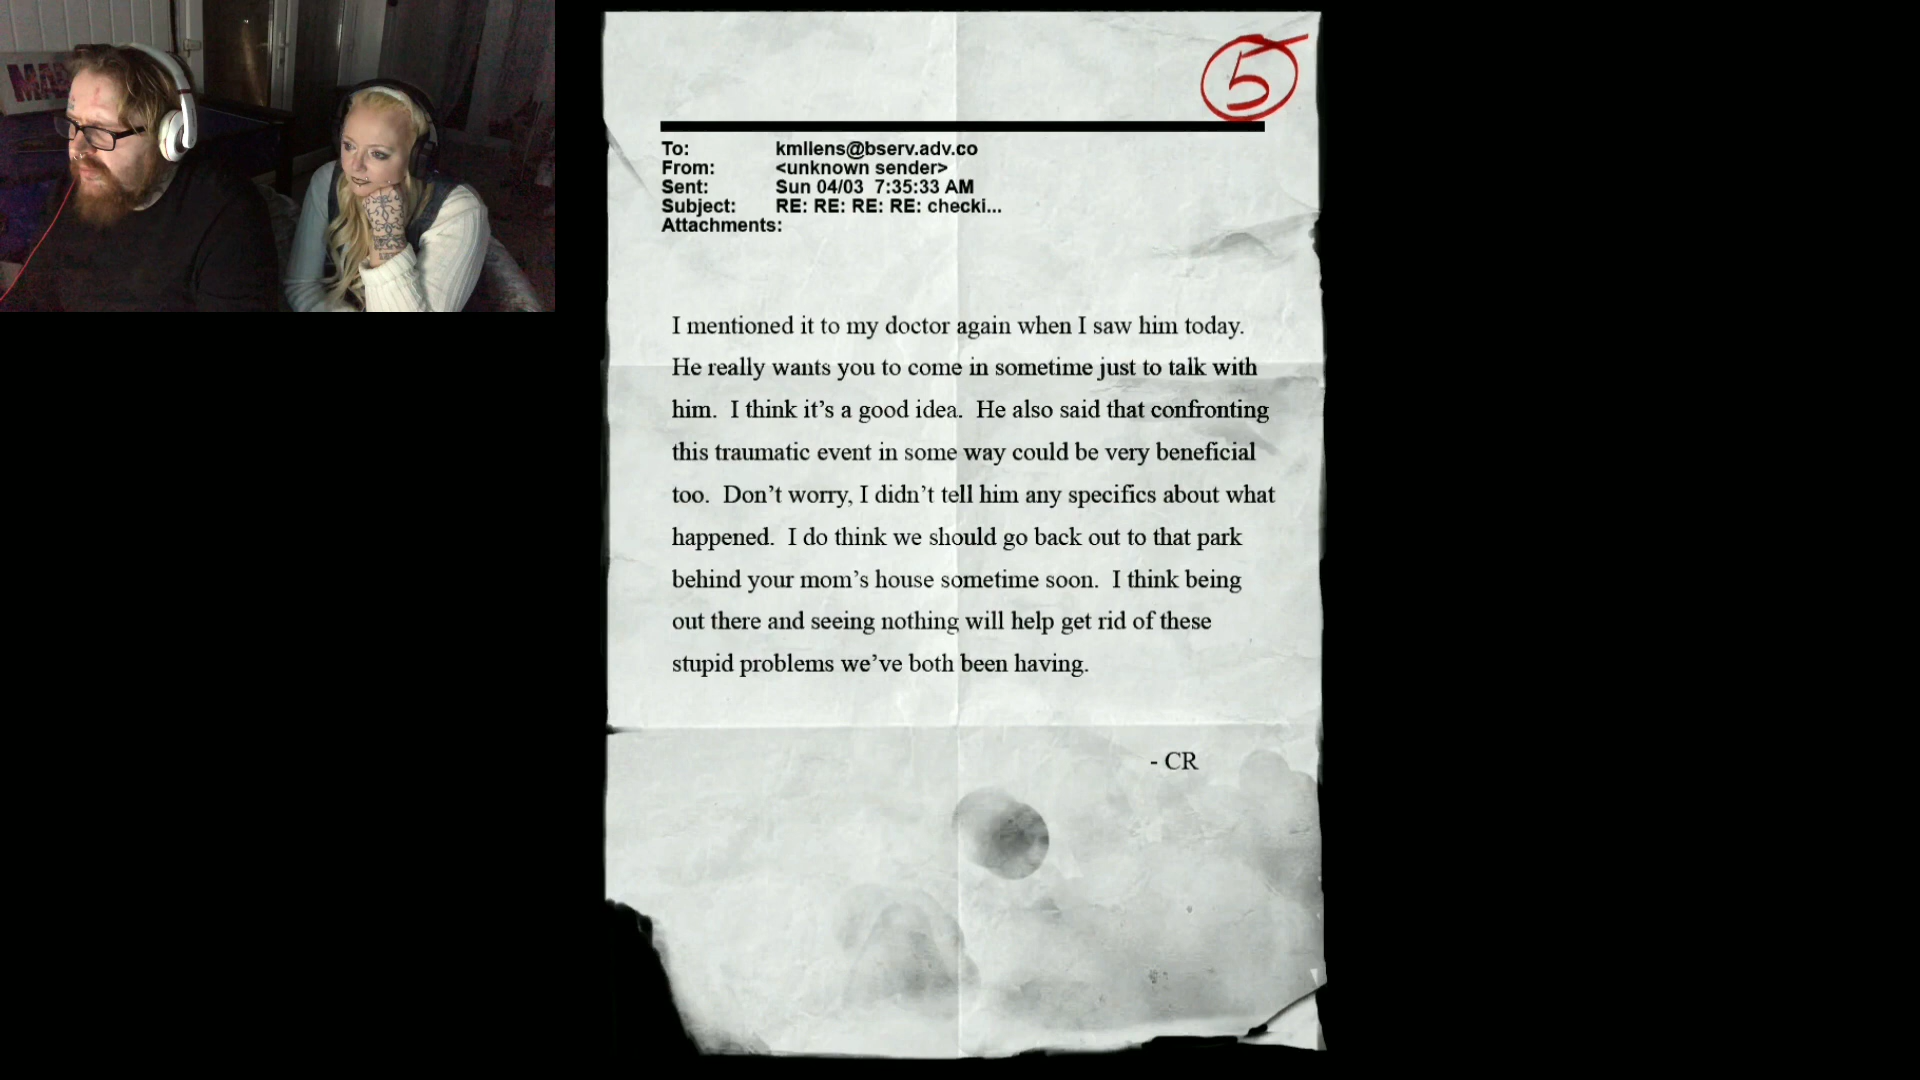 MA
5
To: kmllens@bserv.adv.co
From: <unknown sender>
Sent: Sun 04/03 7:35:33 AM
Subject: RE: RE: RE: RE: checki...
Attachments:
I mentioned it to my doctor again when I saw him today.
He really wants you to come in sometime just to talk with
him. I think it's a good idea. He also said that confronting
this traumatic event in some way could be very beneficial
too. Don't worry, I didn't tell him any specifics about what
happened. I do think we should go back out to that park
behind your mom's house sometime soon. I think being
out there and seeing nothing will help get rid of these
stupid problems we've both been having.
- CR